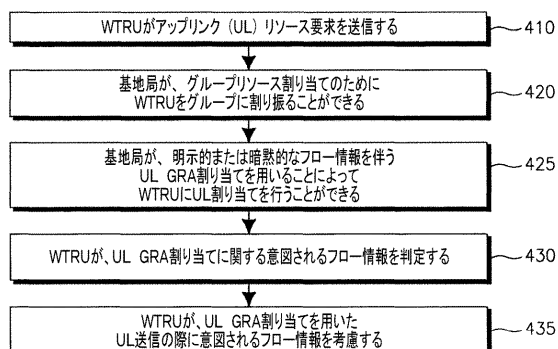 WTRUがアップリンク（UL）リソース要求を送信する
410
基地局が、グループリソース割り当てのために
WTRUをグループに割り振ることができる
420
基地局が、明示的または暗黙的なフロー情報を伴う
UL GRA割り当てを用いることによって
WTRUにUL割り当てを行うことができる
425
WTRUが、UL GRA割り当てに関する意図されるフロー情報を判定する
430
WTRUが、UL GRA割り当てを用いた
UL送信の際に意図されるフロー情報を考慮する
435